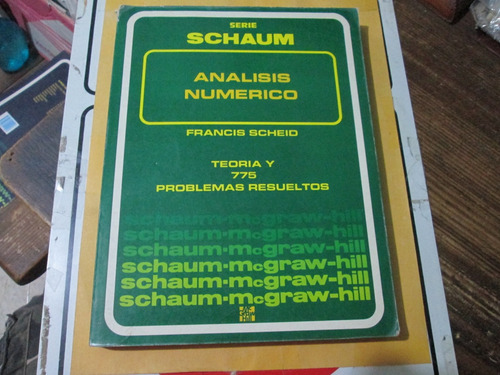 SERIE
SCHAUM
ANALISIS
NUMERICO
FRANCIS SCHEID
TEORIA Y
775
PROBLEMAS RESUELTOS
schaum·mcgraw-hill
schaum·mcgraw-hill
schaum·mcgraw-hill
schaum·mcgraw-hill
schaum·mcgraw-hill
schaum·mcgraw-hill